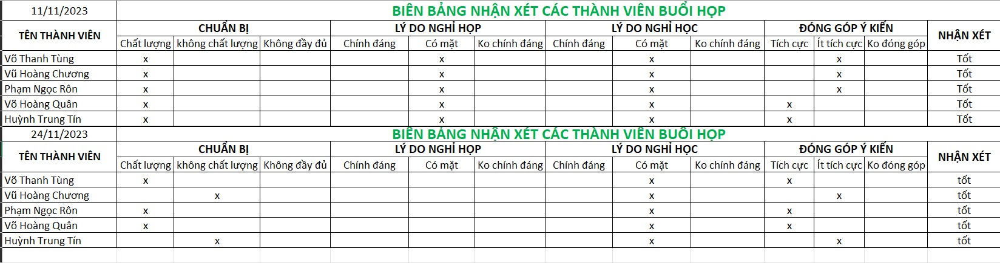 11/11/2023 BIÊN BẢNG NHẬN XÉT CÁC THÀNH VIÊN BUỔI HỌP
TÊN THÀNH VIÊN CHUẨN BỊ LÝ DO NGHỈ HỌP LÝ DO NGHỈ HỌC ĐÓNG GÓP Ý KIẾN NHẬN XÉT
Chất lượng không chất lượng Không đầy đủ Chính đáng Có mặt Ko chính đáng Chính đáng Có mặt Ko chính đáng Tích cực Ít tích cực Ko đóng góp
Võ Thanh Tùng x x x x Tốt
Vũ Hoàng Chương x x x x Tốt
Phạm Ngọc Rôn x x x x Tốt
Võ Hoàng Quân x x x x Tốt
Huỳnh Trung Tín x x x x Tốt
24/11/2023 BIÊN BẢNG NHẬN XÉT CÁC THÀNH VIÊN BUỔI HỌP
TÊN THÀNH VIÊN CHUẨN BỊ LÝ DO NGHỈ HỌP LÝ DO NGHỈ HỌC ĐÓNG GÓP Ý KIẾN NHẬN XÉT
Chất lượng không chất lượng Không đầy đủ Chính đáng Có mặt Ko chính đáng Chính đáng Có mặt Ko chính đáng Tích cực Ít tích cực Ko đóng góp
Võ Thanh Tùng x x x tốt
Vũ Hoàng Chương x x x tốt
Phạm Ngọc Rôn x x x tốt
Võ Hoàng Quân x x x tốt
Huỳnh Trung Tín x x x tốt